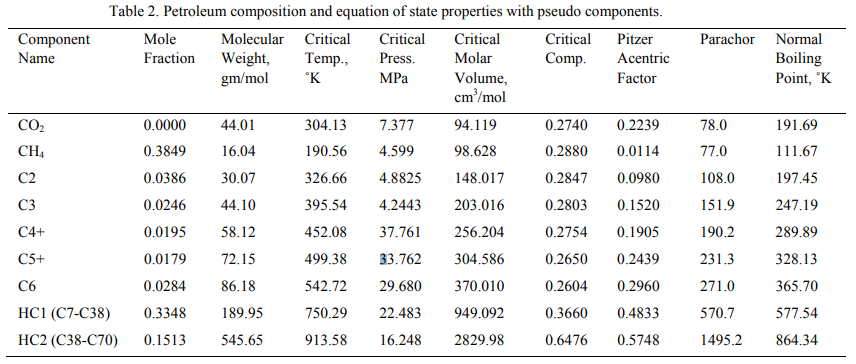 Table 2. Petroleum composition and equation of state properties with pseudo components.
Component Mole Molecular Critical Critical Critical Critical Pitzer Parachor Normal
Name Fraction Weight, Temp., Press. Molar Comp. Acentric Boiling
gm/mol ˚K MPa Volume, Factor Point, ˚K
cm³/mol
CO₂ 0.0000 44.01 304.13 7.377 94.119 0.2740 0.2239 78.0 191.69
CH₄ 0.3849 16.04 190.56 4.599 98.628 0.2880 0.0114 77.0 111.67
C2 0.0386 30.07 326.66 4.8825 148.017 0.2847 0.0980 108.0 197.45
C3 0.0246 44.10 395.54 4.2443 203.016 0.2803 0.1520 151.9 247.19
C4+ 0.0195 58.12 452.08 37.761 256.204 0.2754 0.1905 190.2 289.89
C5+ 0.0179 72.15 499.38 33.762 304.586 0.2650 0.2439 231.3 328.13
C6 0.0284 86.18 542.72 29.680 370.010 0.2604 0.2960 271.0 365.70
HC1 (C7-C38) 0.3348 189.95 750.29 22.483 949.092 0.3660 0.4833 570.7 577.54
HC2 (C38-C70) 0.1513 545.65 913.58 16.248 2829.98 0.6476 0.5748 1495.2 864.34